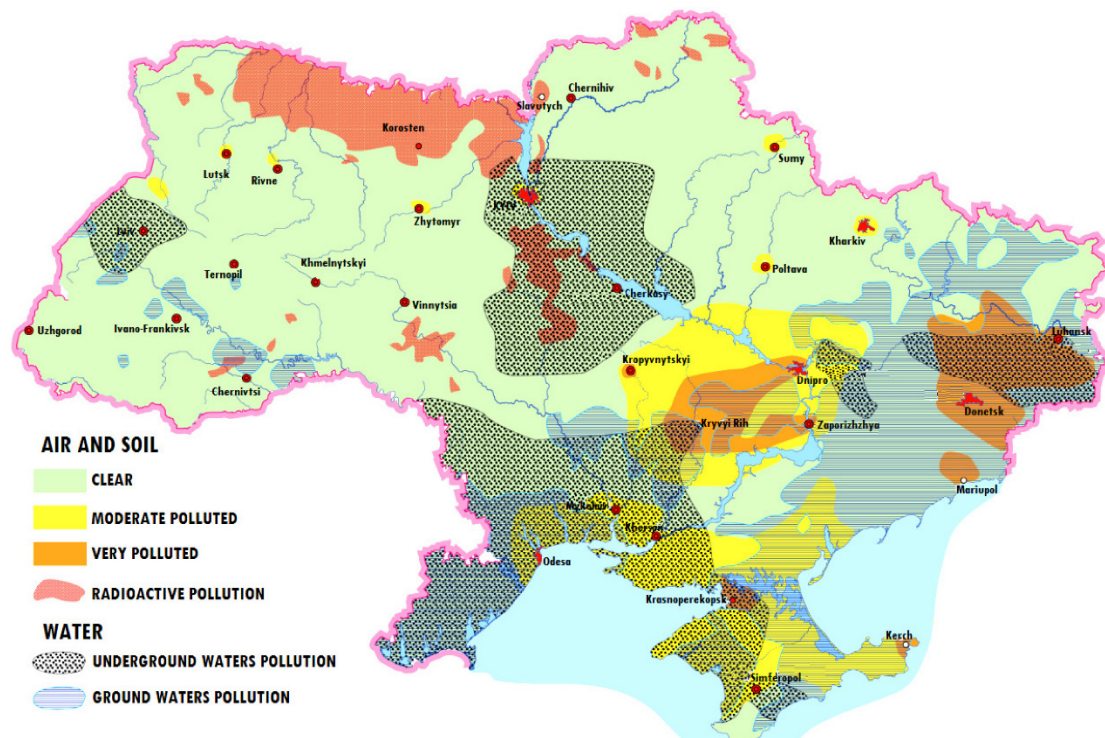 Slavutych
Chernihiv
Korosten
Sumy
Lutsk
Rivne
KYIV
Zhytomyr
Lviv
Kharkiv
Ternopil
Khmelnytskyi
Poltava
Cherkasy
Vinnytsia
Uzhgorod
Ivano-Frankivsk
Luhansk
Kropyvnytskyi
Dnipro
Chernivtsi
Donetsk
Kryvyi Rih
Zaporizhzhya
AIR AND SOIL
CLEAR
Mariupol
MODERATE POLLUTED
Mykolaiv
Kherson
VERY POLLUTED
Odesa
RADIOACTIVE POLLUTION
Krasnoperekopsk
WATER
Kerch
UNDERGROUND WATERS POLLUTION
Simferopol
GROUND WATERS POLLUTION